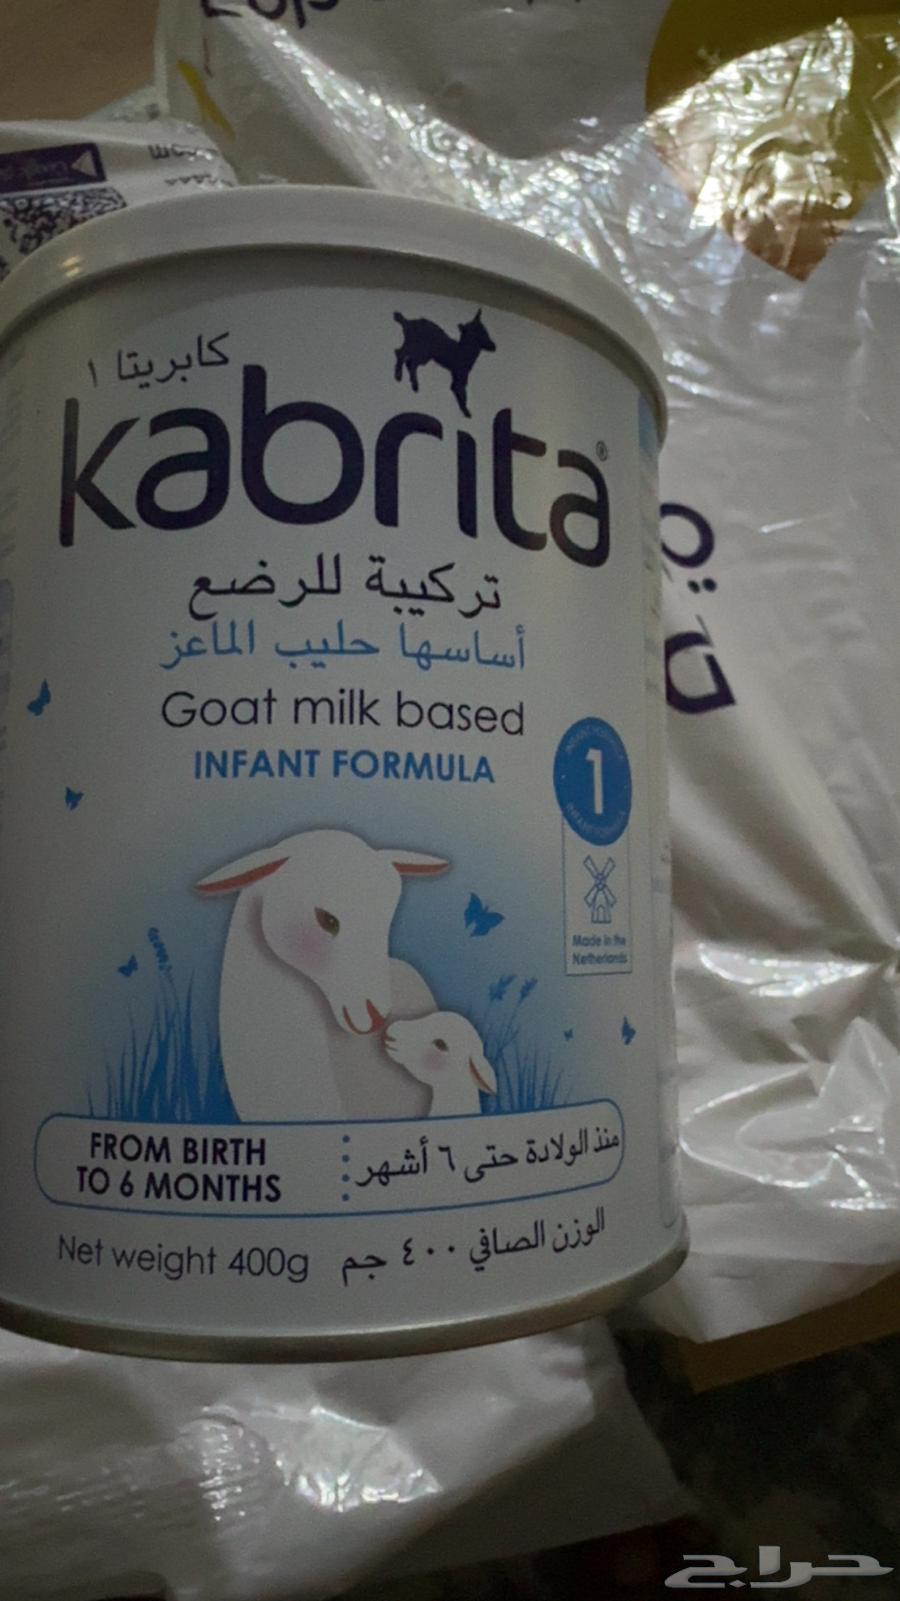 كابريتا ١
kabrita®
تركيبة للرضع
أساسها حليب الماعز
Goat milk based
INFANT FORMULA
1
Made in the
Netherlands
FROM BIRTH
TO 6 MONTHS
منذ الولادة حتى ٦ أشهر
Net weight 400g
الوزن الصافي ٤٠٠ جم
حراج